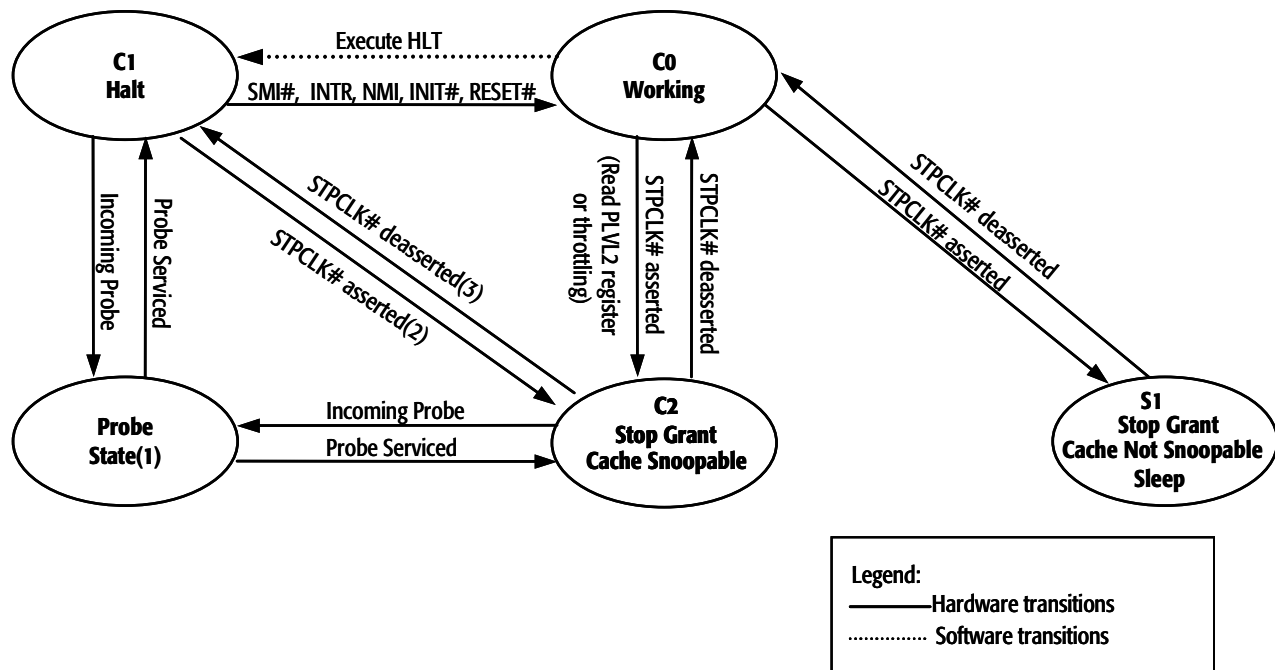 C1
Halt
Execute HLT
C0
Working
SMI#, INTR, NMI, INIT#, RESET#
Incoming Probe
Probe Serviced
STPCLK# deasserted(3)
STPCLK# asserted(2)
(Read PLVL2 register
or throttling)
STPCLK# asserted
STPCLK# deasserted
STPCLK# deasserted
STPCLK# asserted
Probe
State(1)
Incoming Probe
Probe Serviced
C2
Stop Grant
Cache Snoopable
S1
Stop Grant
Cache Not Snoopable
Sleep
Legend:
Hardware transitions
Software transitions